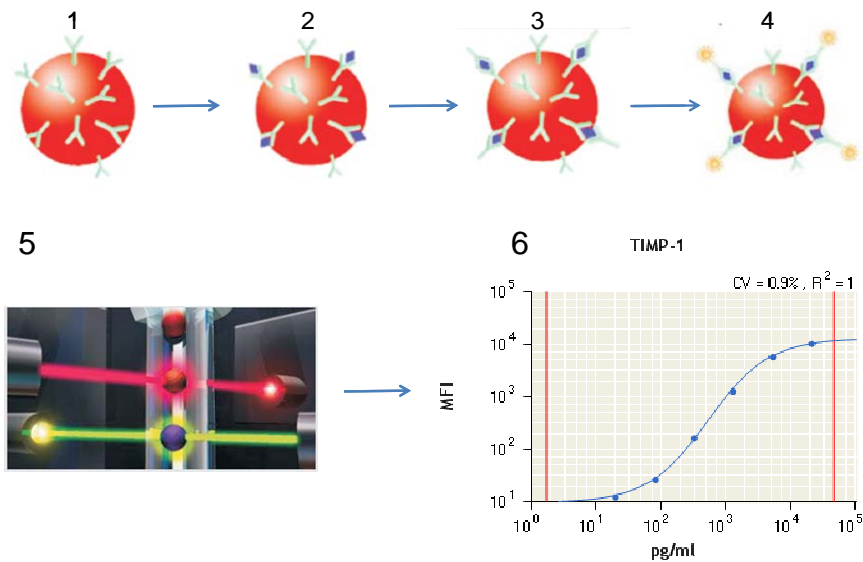 1 2 3 4
5
6
TIMP-1
CV = 0.9% , R² = 1
10⁵
10⁴
10³
10²
10¹
MFI
10⁰ 10¹ 10² 10³ 10⁴ 10⁵
pg/ml